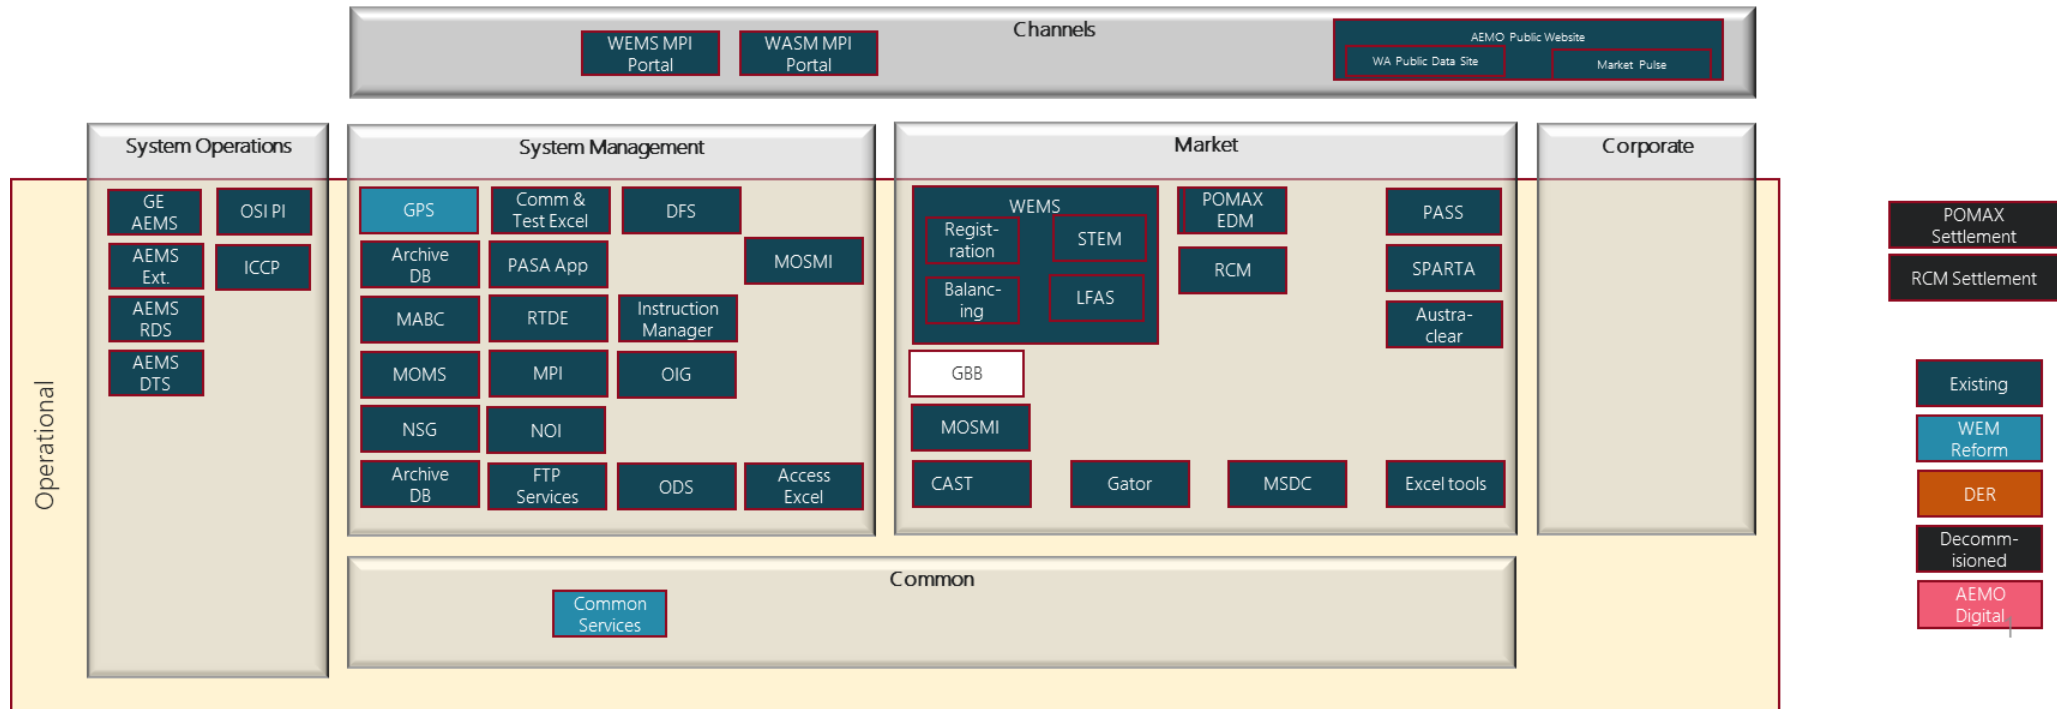 Channels
WEMS MPI
Portal
WASM MPI
Portal
AEMO Public Website
WA Public Data Site
Market Pulse
System Operations
GE
AEMS
OSI PI
AEMS
Ext.
ICCP
AEMS
RDS
AEMS
DTS
System Management
GPS
Comm &
Test Excel
DFS
Archive
DB
PASA App
MOSMI
MABC
RTDE
Instruction
Manager
MOMS
MPI
OIG
NSG
NOI
Archive
DB
FTP
Services
ODS
Access
Excel
Market
WEMS
Regist-
ration
STEM
Balanc-
ing
LFAS
POMAX
EDM
RCM
PASS
SPARTA
Austra-
clear
GBB
MOSMI
CAST
Gator
MSDC
Excel tools
Corporate
Operational
Common
Common
Services
POMAX
Settlement
RCM Settlement
Existing
WEM
Reform
DER
Decomm-
isioned
AEMO
Digital